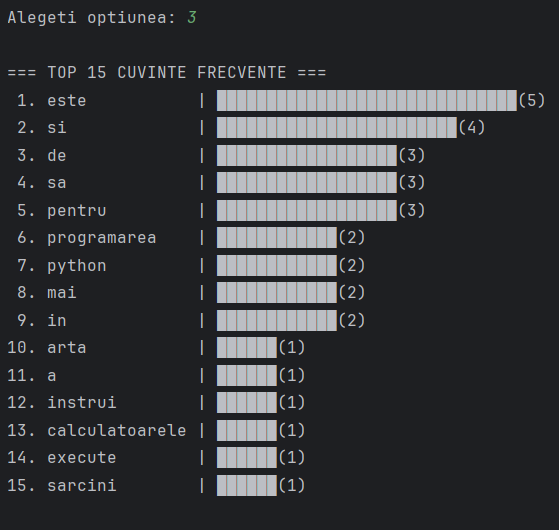 Alegeti optiunea: 3
=== TOP 15 CUVINTE FRECVENTE ===
1. este | ██████████████████████████████(5)
2. si | ████████████████████████(4)
3. de | ██████████████████(3)
4. sa | ██████████████████(3)
5. pentru | ██████████████████(3)
6. programarea | ████████████(2)
7. python | ████████████(2)
8. mai | ████████████(2)
9. in | ████████████(2)
10. arta | ██████(1)
11. a | ██████(1)
12. instrui | ██████(1)
13. calculatoarele | ██████(1)
14. execute | ██████(1)
15. sarcini | ██████(1)